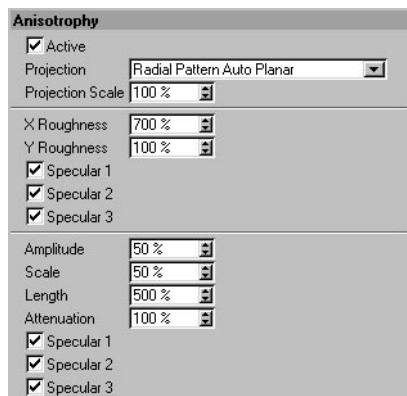 Anisotrophy
Active
Projection Radial Pattern Auto Planar
Projection Scale 100 %
X Roughness 700 %
Y Roughness 100 %
Specular 1
Specular 2
Specular 3
Amplitude 50 %
Scale 50 %
Length 500 %
Attenuation 100 %
Specular 1
Specular 2
Specular 3